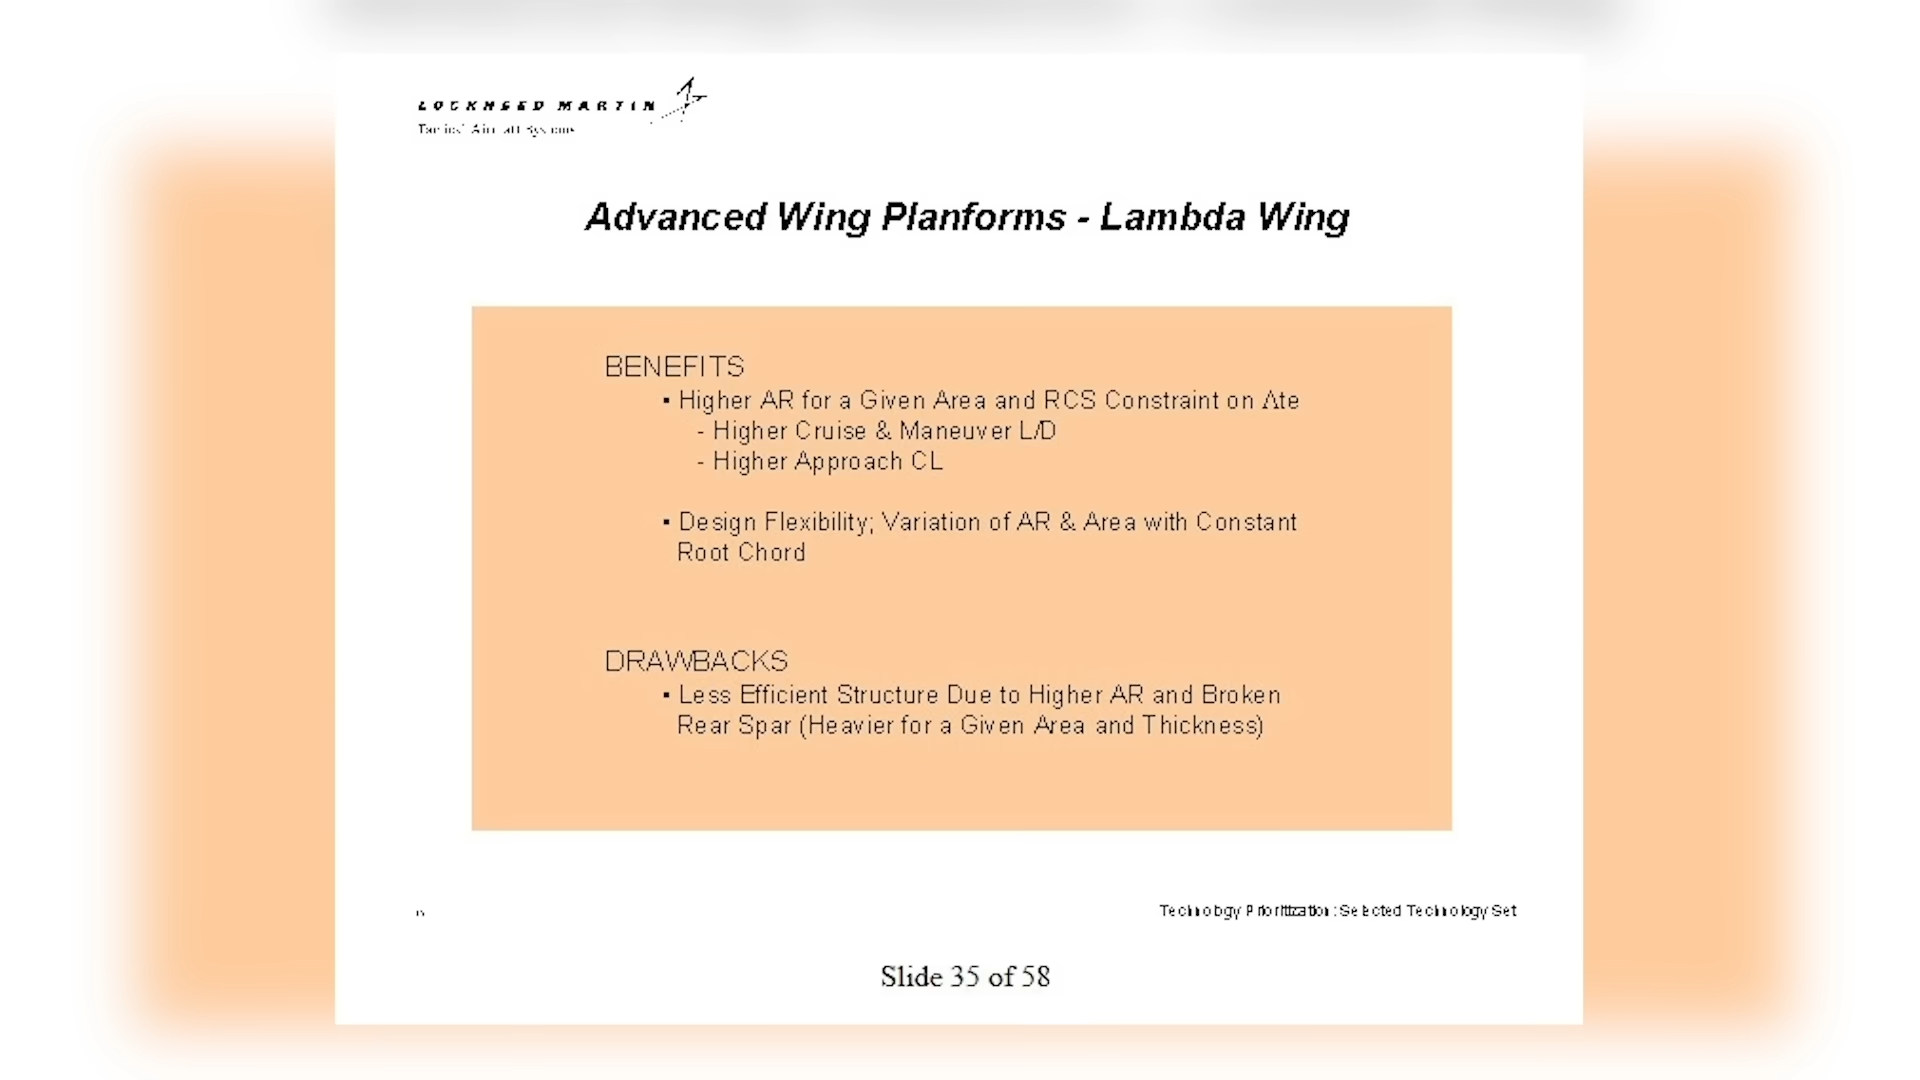 LOCKHEED MARTIN
Advanced Wing Planforms - Lambda Wing
BENEFITS
▪ Higher AR for a Given Area and RCS Constraint on Λte
- Higher Cruise & Maneuver L/D
- Higher Approach CL
▪ Design Flexibility; Variation of AR & Area with Constant
Root Chord
DRAWBACKS
▪ Less Efficient Structure Due to Higher AR and Broken
Rear Spar (Heavier for a Given Area and Thickness)
Technology Prioritization: Selected Technology Set
Slide 35 of 58